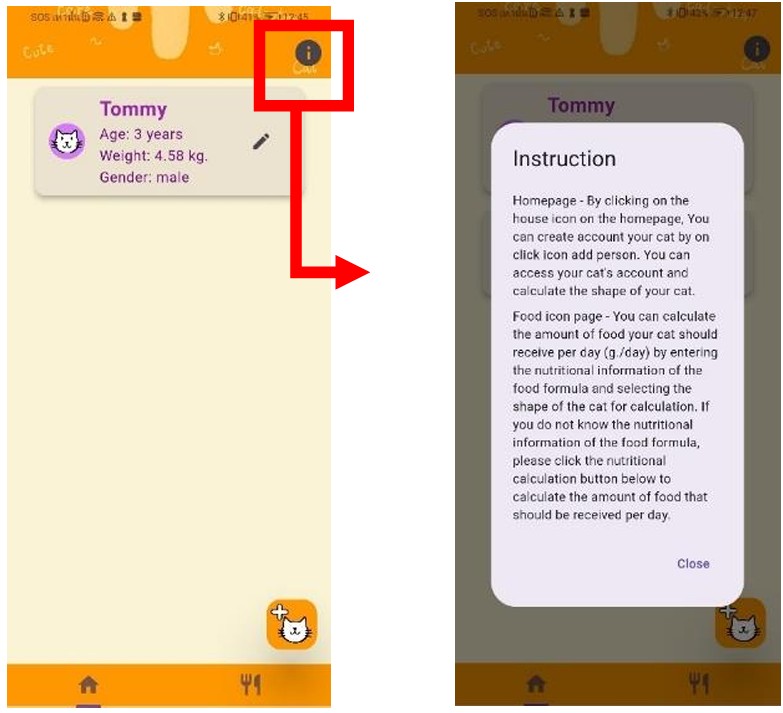 12:45
Cute
Cat
Tommy
Age: 3 years
Weight: 4.58 kg.
Gender: male
12:47
Cute
Tommy
Instruction
Homepage - By clicking on the
house icon on the homepage, You
can create account your cat by on
click icon add person. You can
access your cat's account and
calculate the shape of your cat.
Food icon page - You can calculate
the amount of food your cat should
receive per day (g./day) by entering
the nutritional information of the
food formula and selecting the
shape of the cat for calculation. If
you do not know the nutritional
information of the food formula,
please click the nutritional
calculation button below to
calculate the amount of food that
should be received per day.
Close